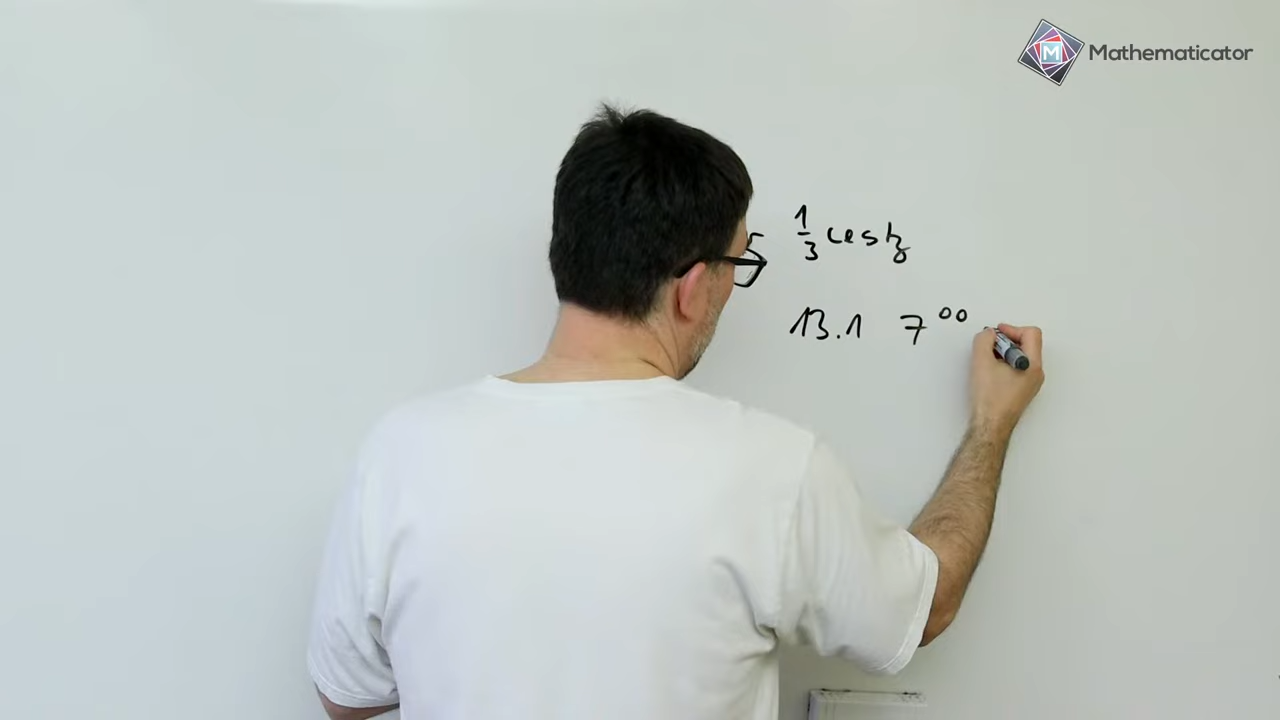 Mathematicator
1/3 cesty
13.1 7⁰⁰